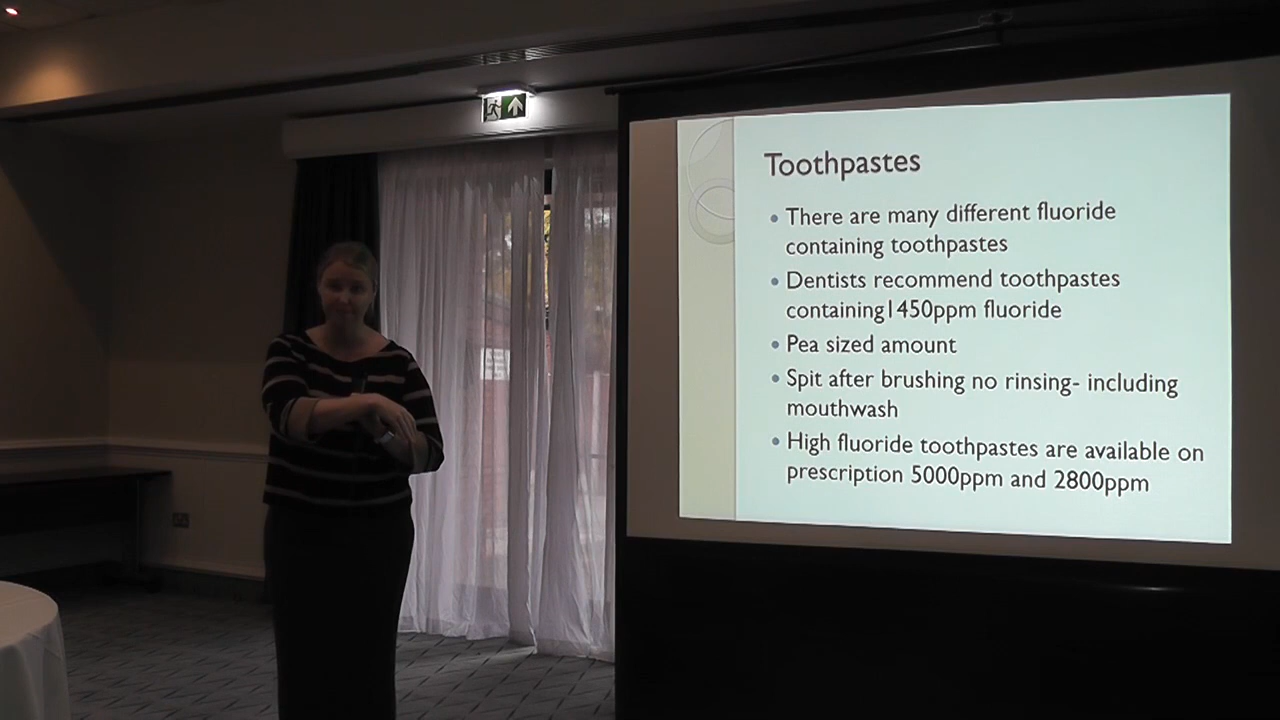 Toothpastes
• There are many different fluoride
containing toothpastes
• Dentists recommend toothpastes
containing1450ppm fluoride
• Pea sized amount
• Spit after brushing no rinsing- including
mouthwash
• High fluoride toothpastes are available on
prescription 5000ppm and 2800ppm